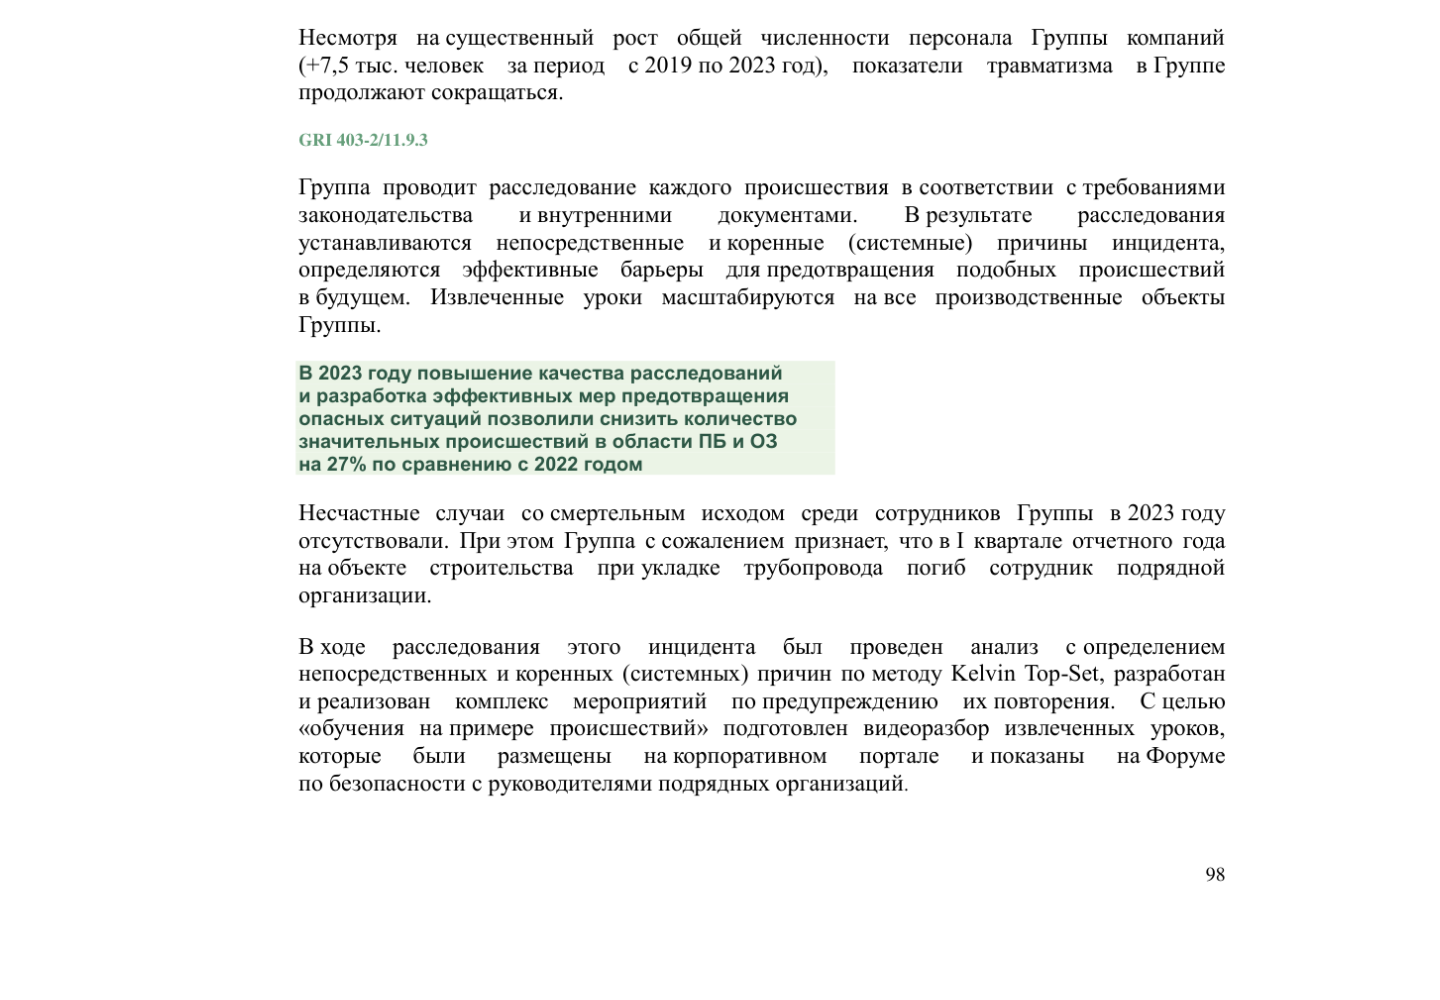 Несмотря на существенный рост общей численности персонала Группы компаний
(+7,5 тыс. человек за период с 2019 по 2023 год), показатели травматизма в Группе
продолжают сокращаться.
GRI 403-2/11.9.3
Группа проводит расследование каждого происшествия в соответствии с требованиями
законодательства и внутренними документами. В результате расследования
устанавливаются непосредственные и коренные (системные) причины инцидента,
определяются эффективные барьеры для предотвращения подобных происшествий
в будущем. Извлеченные уроки масштабируются на все производственные объекты
Группы.
В 2023 году повышение качества расследований
и разработка эффективных мер предотвращения
опасных ситуаций позволили снизить количество
значительных происшествий в области ПБ и ОЗ
на 27% по сравнению с 2022 годом
Несчастные случаи со смертельным исходом среди сотрудников Группы в 2023 году
отсутствовали. При этом Группа с сожалением признает, что в I квартале отчетного года
на объекте строительства при укладке трубопровода погиб сотрудник подрядной
организации.
В ходе расследования этого инцидента был проведен анализ с определением
непосредственных и коренных (системных) причин по методу Kelvin Top-Set, разработан
и реализован комплекс мероприятий по предупреждению их повторения. С целью
«обучения на примере происшествий» подготовлен видеоразбор извлеченных уроков,
которые были размещены на корпоративном портале и показаны на Форуме
по безопасности с руководителями подрядных организаций.
98